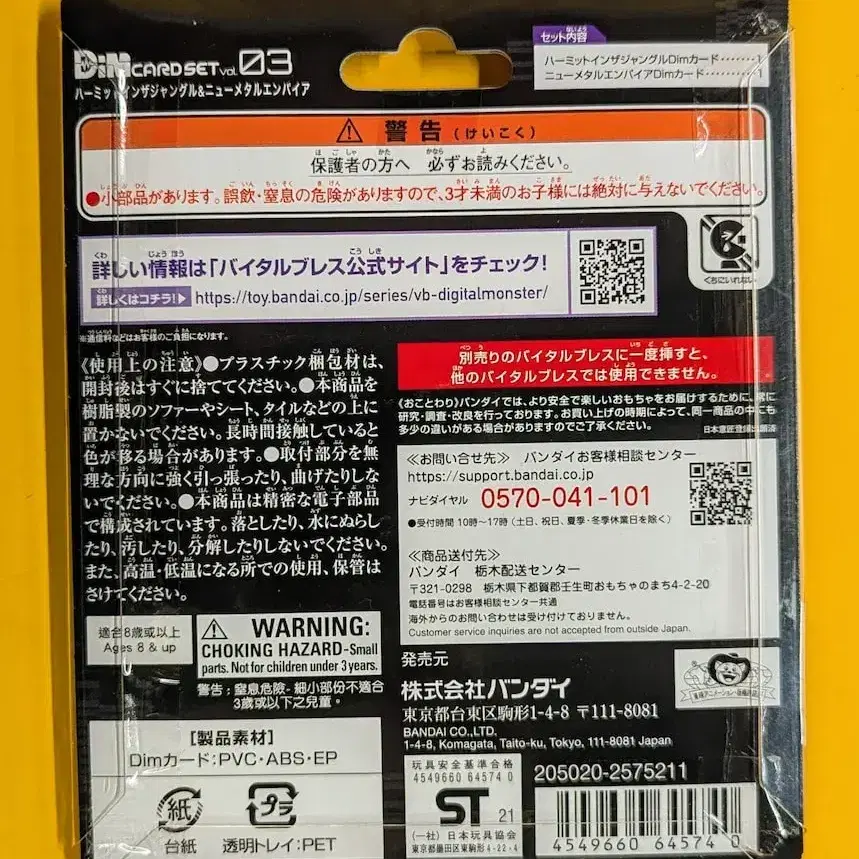 DiM CARD SET vol.03
ハーミットインザジャングル&ニューメタルエンパイア
セット内容
ハーミットインザジャングルDimカード‥‥‥‥1
ニューメタルエンパイアDimカード‥‥‥‥‥‥1
警告(けいこく)
保護者の方へ 必ずお読みください。
●小部品があります。誤飲・窒息の危険がありますので、3才未満のお子様には絶対に与えないでください。
詳しい情報は「バイタルブレス公式サイト」をチェック!
詳しくはコチラ!▶ https://toy.bandai.co.jp/series/vb-digitalmonster/
くちにいれない。
※通信料などはお客様のご負担になります。
《使用上の注意》●プラスチック梱包材は、
開封後はすぐに捨ててください。●本商品を
樹脂製のソファーやシート、タイルなどの上に
置かないでください。長時間接触していると
色が移る場合があります。●取付部分を無
理な方向に強く引っ張ったり、曲げたりしな
いでください。●本商品は精密な電子部品
で構成されています。落としたり、水にぬらし
たり、汚したり、分解したりしないでください。
また、高温・低温になる所での使用、保管は
さけてください。
別売りのバイタルブレスに一度挿すと、
他のバイタルブレスでは使用できません。
《おことわり》バンダイでは、より安全で楽しいおもちゃをお届けするために、常に
研究・調査・改良を行っております。お買い上げの時期によって、同一商品の中にも
多少の違いがある場合がありますのでご了承ください。
日本意匠登録出願済
≪お問い合せ先≫ バンダイお客様相談センター
https://support.bandai.co.jp
ナビダイヤル 0570-041-101
●受付時間 10時~17時(土日、祝日、夏季・冬季休業日を除く)
≪商品送付先≫
バンダイ 栃木配送センター
〒321-0298 栃木県下都賀郡壬生町おもちゃのまち4-2-20
電話番号はお客様相談センター共通
海外からのお問い合わせは受け付けておりません。
Customer service inquiries are not accepted from outside Japan.
適合8歳或以上
Ages 8 & up
WARNING:
CHOKING HAZARD-Small
parts. Not for children under 3 years.
警告:窒息危險-細小部份不適合
3歲或以下之兒童。
発売元
株式会社バンダイ
東京都台東区駒形1-4-8 〒111-8081
BANDAI CO.,LTD.
1-4-8, Komagata, Taito-ku, Tokyo, 111-8081 Japan
【製品素材】
Dimカード:PVC・ABS・EP
紙
台紙
プラ
透明トレイ:PET
玩具安全基準合格
4549660 64574 0
ST 21
(一社)日本玩具協会
東京都墨田区東駒形4-22-4
205020-2575211
4549660 64574 0